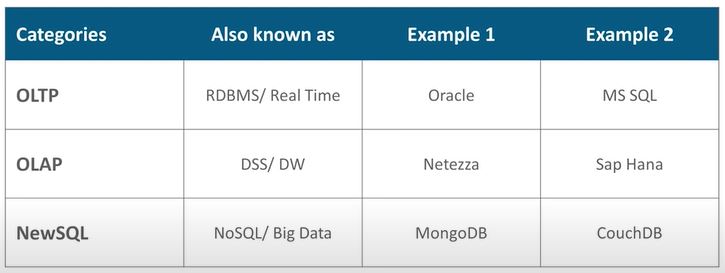 Categories Also known as Example 1 Example 2
OLTP RDBMS/ Real Time Oracle MS SQL
OLAP DSS/ DW Netezza Sap Hana
NewSQL NoSQL/ Big Data MongoDB CouchDB